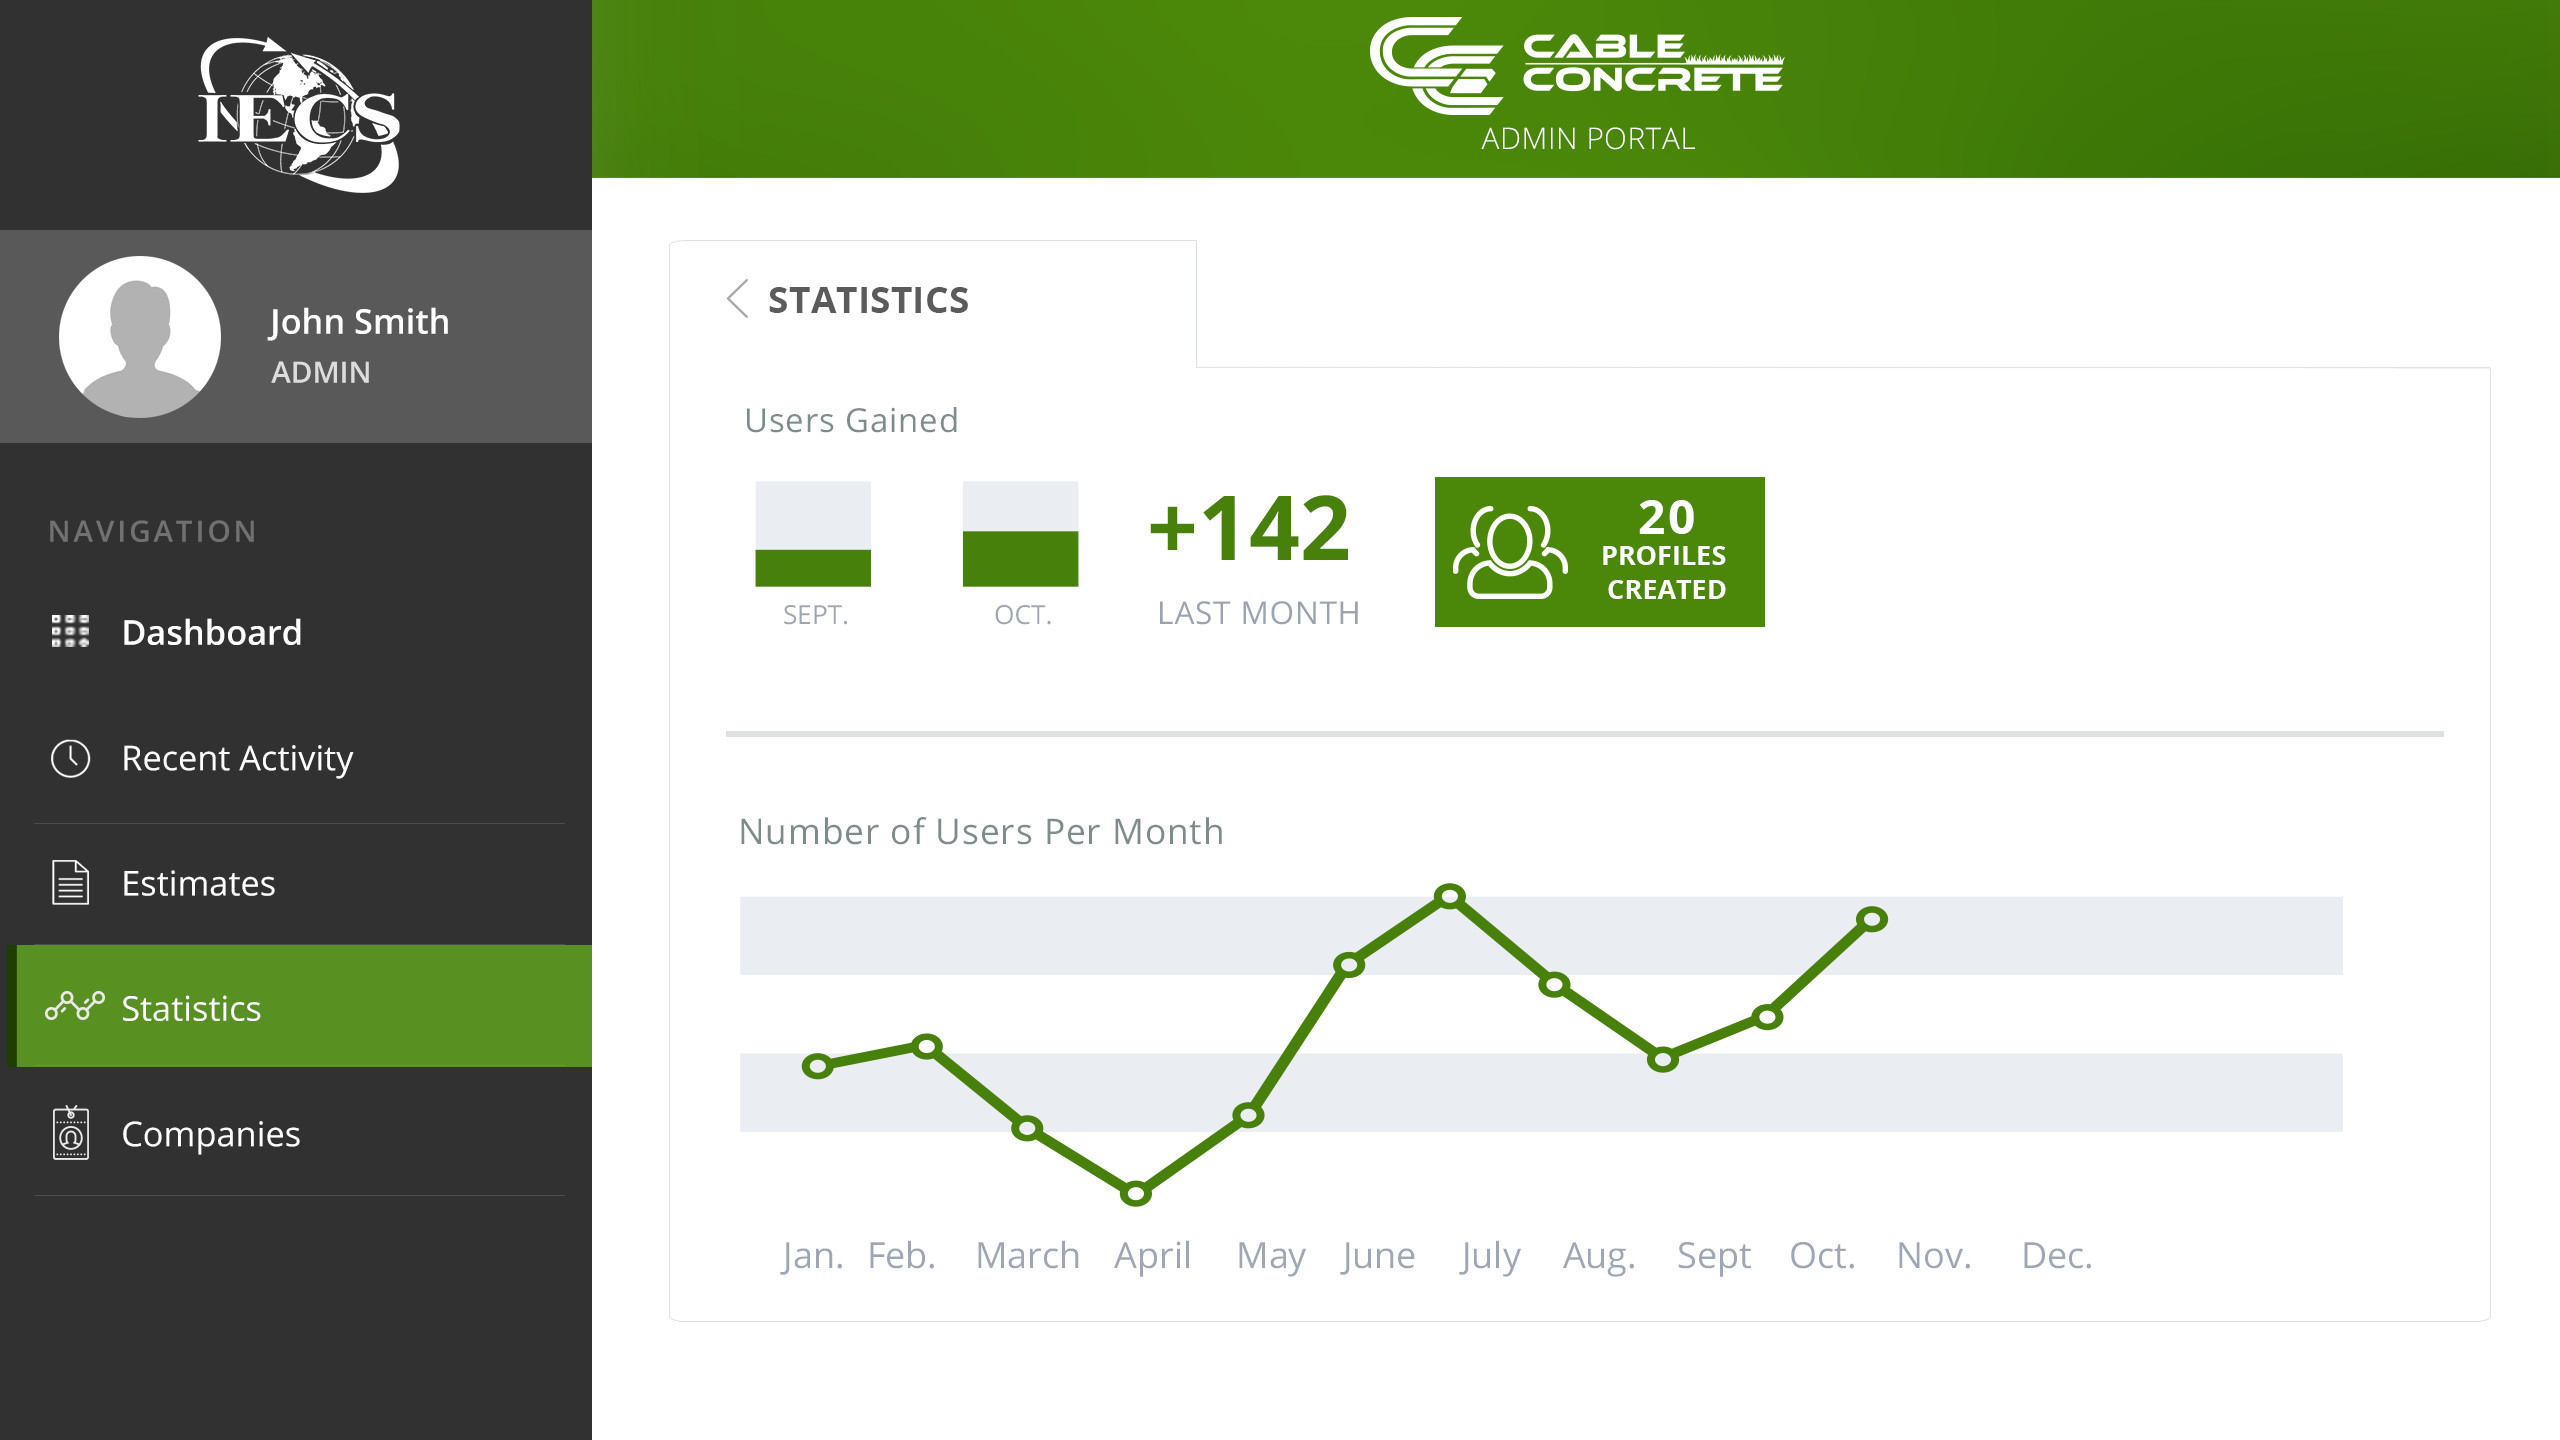 IECS
CABLE
CONCRETE
ADMIN PORTAL
John Smith
ADMIN
NAVIGATION
Dashboard
Recent Activity
Estimates
Statistics
Companies
STATISTICS
Users Gained
SEPT.
OCT.
+142
LAST MONTH
20
PROFILES
CREATED
Number of Users Per Month
Jan. Feb. March April May June July Aug. Sept Oct. Nov. Dec.